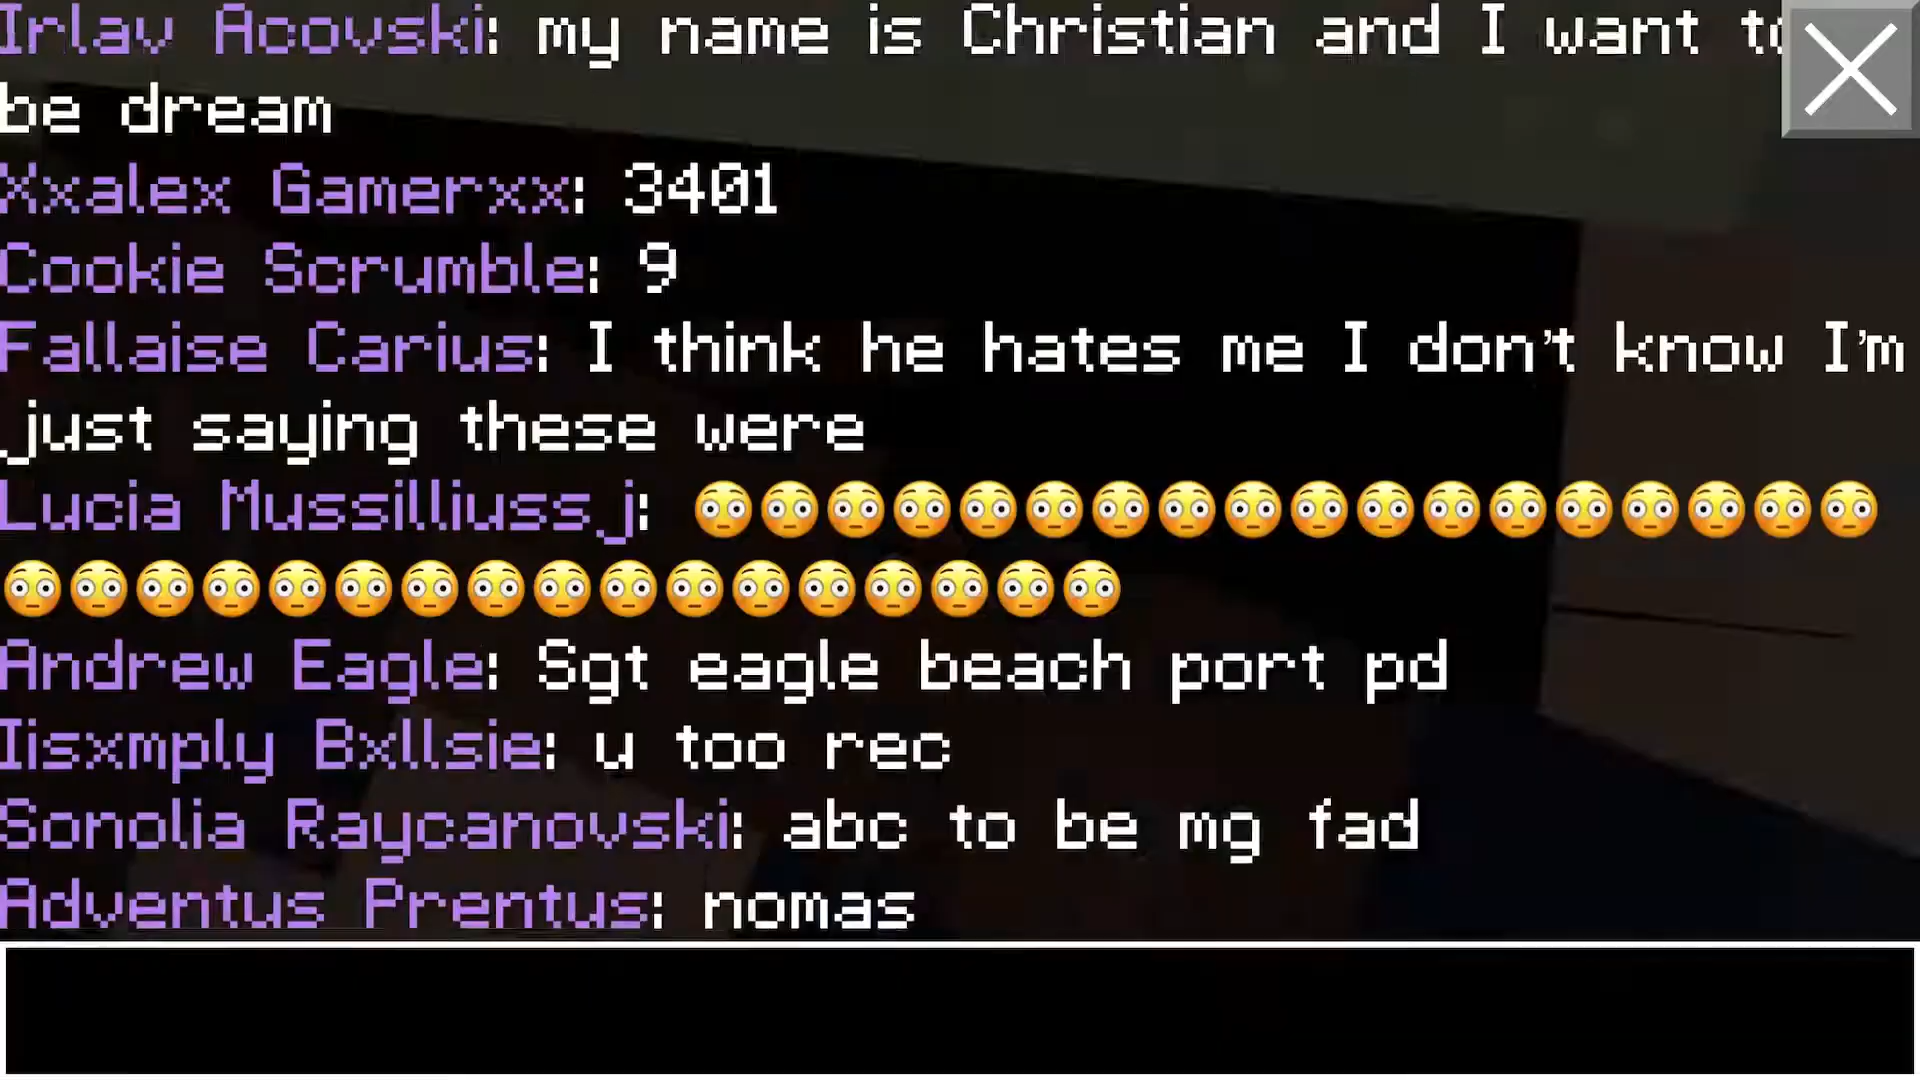 Irlav Acovski: my name is Christian and I want to
be dream
Xxalex Gamerxx: 3401
Cookie Scrumble: 9
Fallaise Carius: I think he hates me I don't know I'm
just saying these were
Lucia Mussilliussj: 😳😳😳😳😳😳😳😳😳😳😳😳😳😳😳😳😳😳
😳😳😳😳😳😳😳😳😳😳😳😳😳😳😳😳😳
Andrew Eagle: Sgt eagle beach port pd
Iisxmply Bxllsie: u too rec
Sonolia Raycanovski: abc to be mg fad
Adventus Prentus: nomas